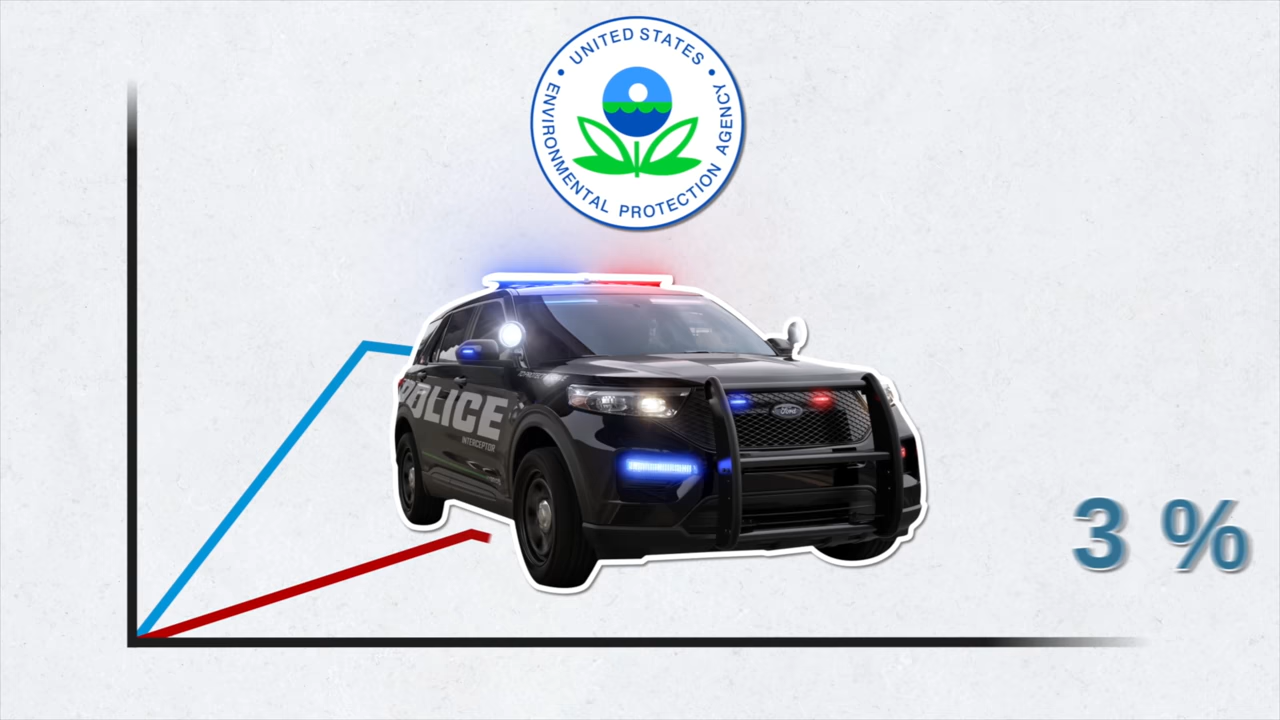 UNITED STATES
ENVIRONMENTAL PROTECTION AGENCY
POLICE
INTERCEPTOR
Ford
3 %